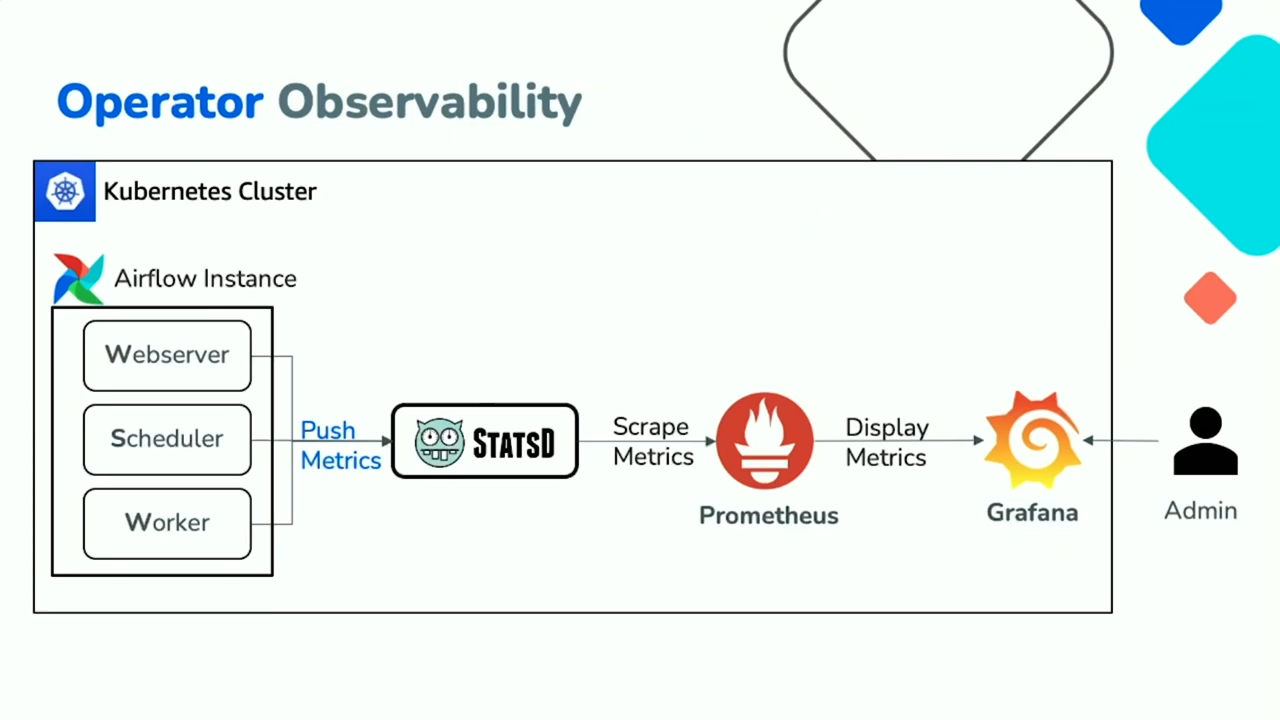 Operator Observability
Kubernetes Cluster
Airflow Instance
Webserver
Scheduler
Worker
Push
Metrics
STATSD
Scrape
Metrics
Prometheus
Display
Metrics
Grafana
Admin